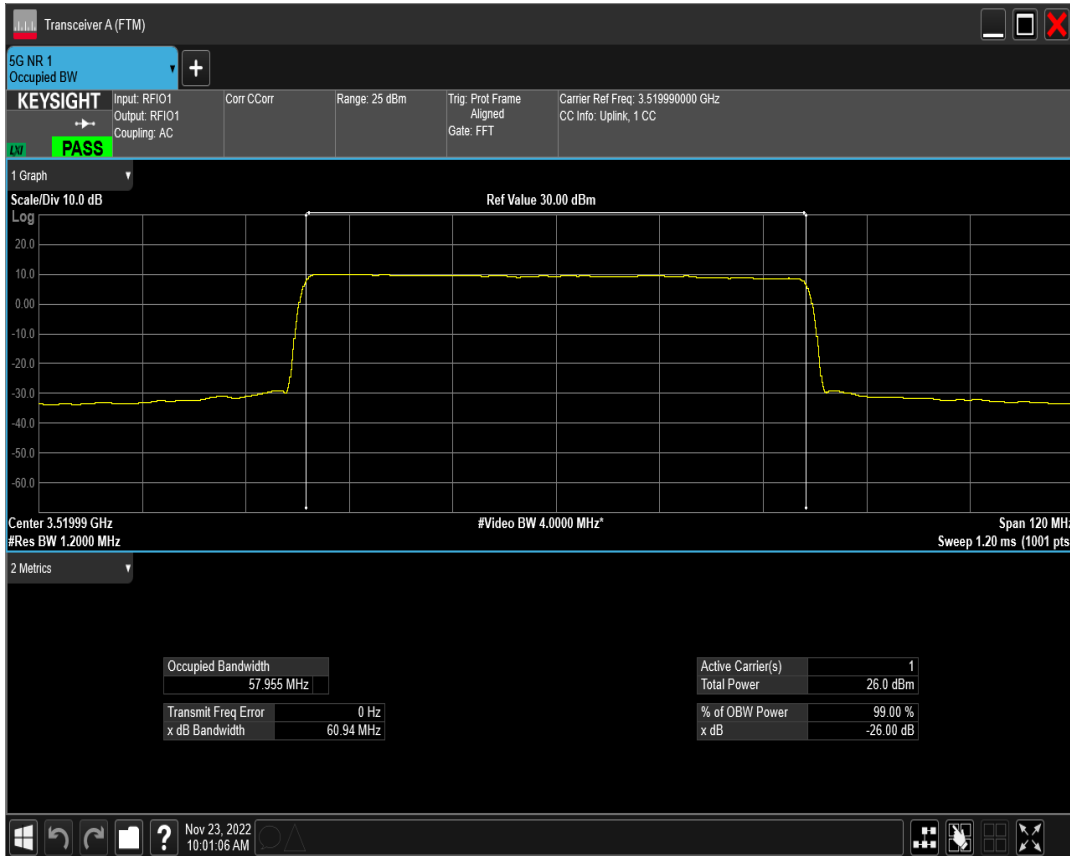 Transceiver A (FTM)
5G NR 1
Occupied BW
+
KEYSIGHT
LXI
PASS
Input: RFIO1
Output: RFIO1
Coupling: AC
Corr CCorr
Range: 25 dBm
Trig: Prot Frame
Aligned
Gate: FFT
Carrier Ref Freq: 3.519990000 GHz
CC Info: Uplink, 1 CC
1 Graph
Scale/Div 10.0 dB
Ref Value 30.00 dBm
Log
20.0
10.0
0.00
-10.0
-20.0
-30.0
-40.0
-50.0
-60.0
Center 3.51999 GHz
#Video BW 4.0000 MHz*
Span 120 MHz
#Res BW 1.2000 MHz
Sweep 1.20 ms (1001 pts
2 Metrics
Occupied Bandwidth
57.955 MHz
Transmit Freq Error 0 Hz
x dB Bandwidth 60.94 MHz
Active Carrier(s) 1
Total Power 26.0 dBm
% of OBW Power 99.00 %
x dB -26.00 dB
?
Nov 23, 2022
10:01:06 AM